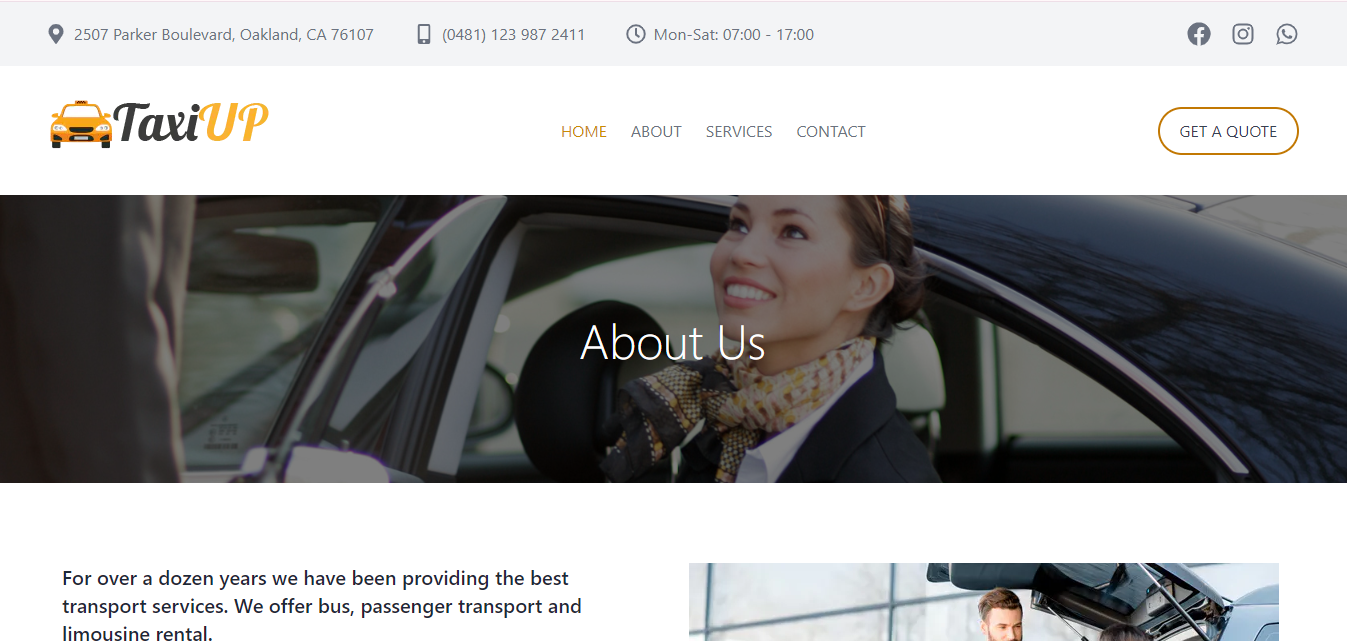 2507 Parker Boulevard, Oakland, CA 76107
(0481) 123 987 2411
Mon-Sat: 07:00 - 17:00
TaxiUP
HOME
ABOUT
SERVICES
CONTACT
GET A QUOTE
About Us
For over a dozen years we have been providing the best
transport services. We offer bus, passenger transport and
limousine rental.